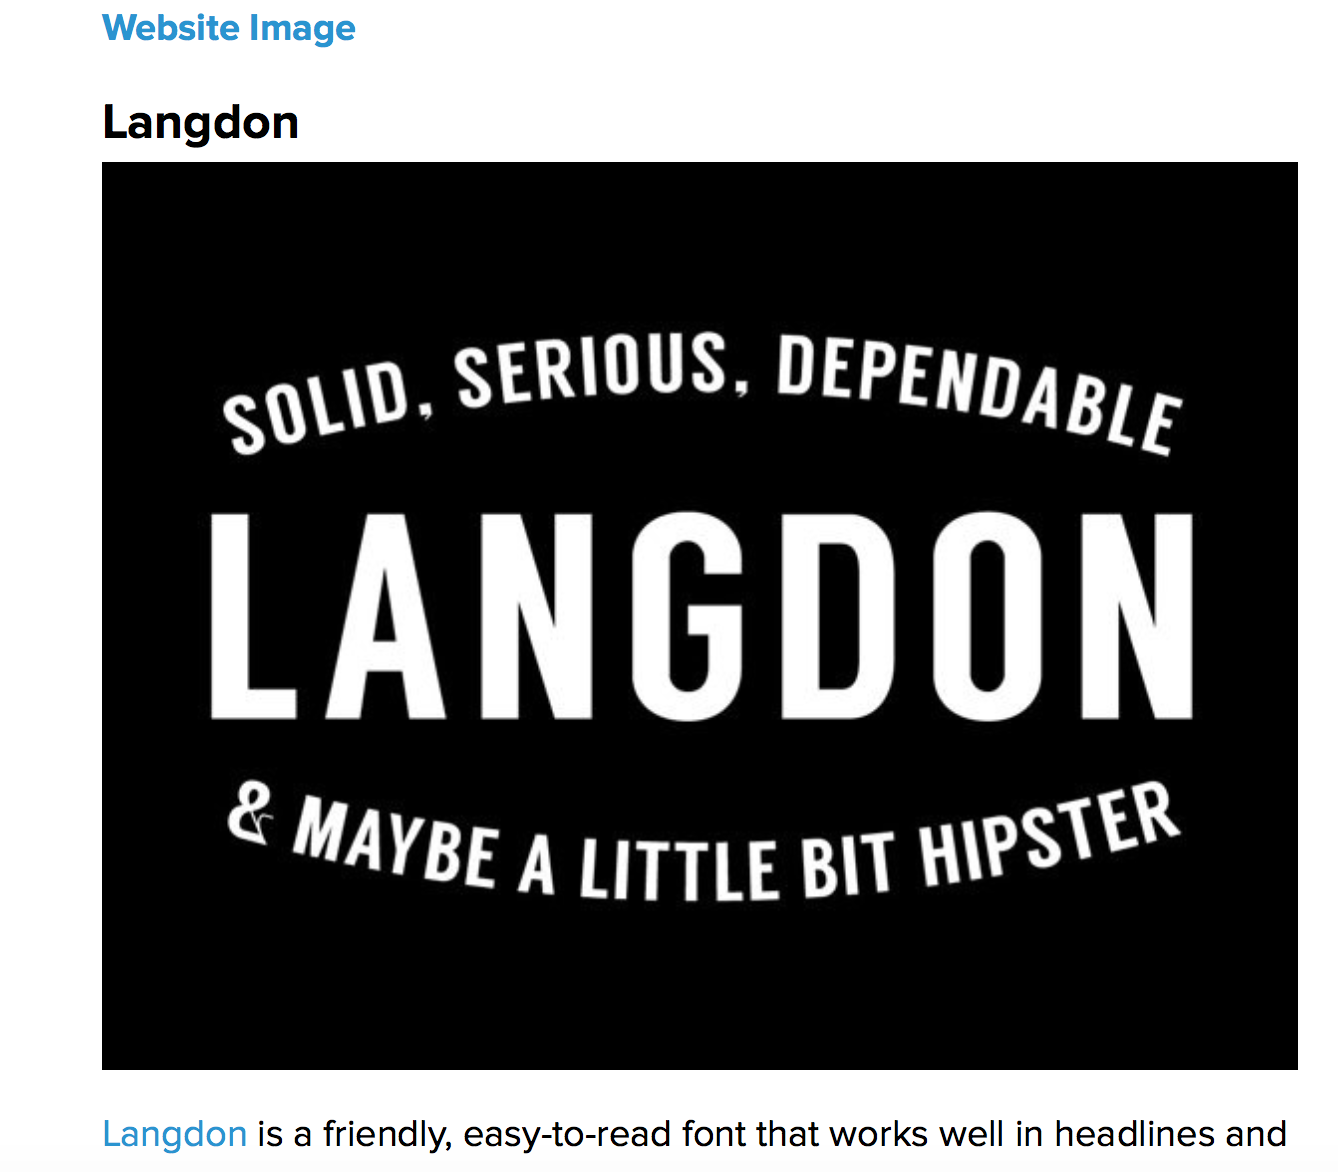 Website Image
Langdon
SOLID, SERIOUS, DEPENDABLE
LANGDON
& MAYBE A LITTLE BIT HIPSTER
Langdon is a friendly, easy-to-read font that works well in headlines and